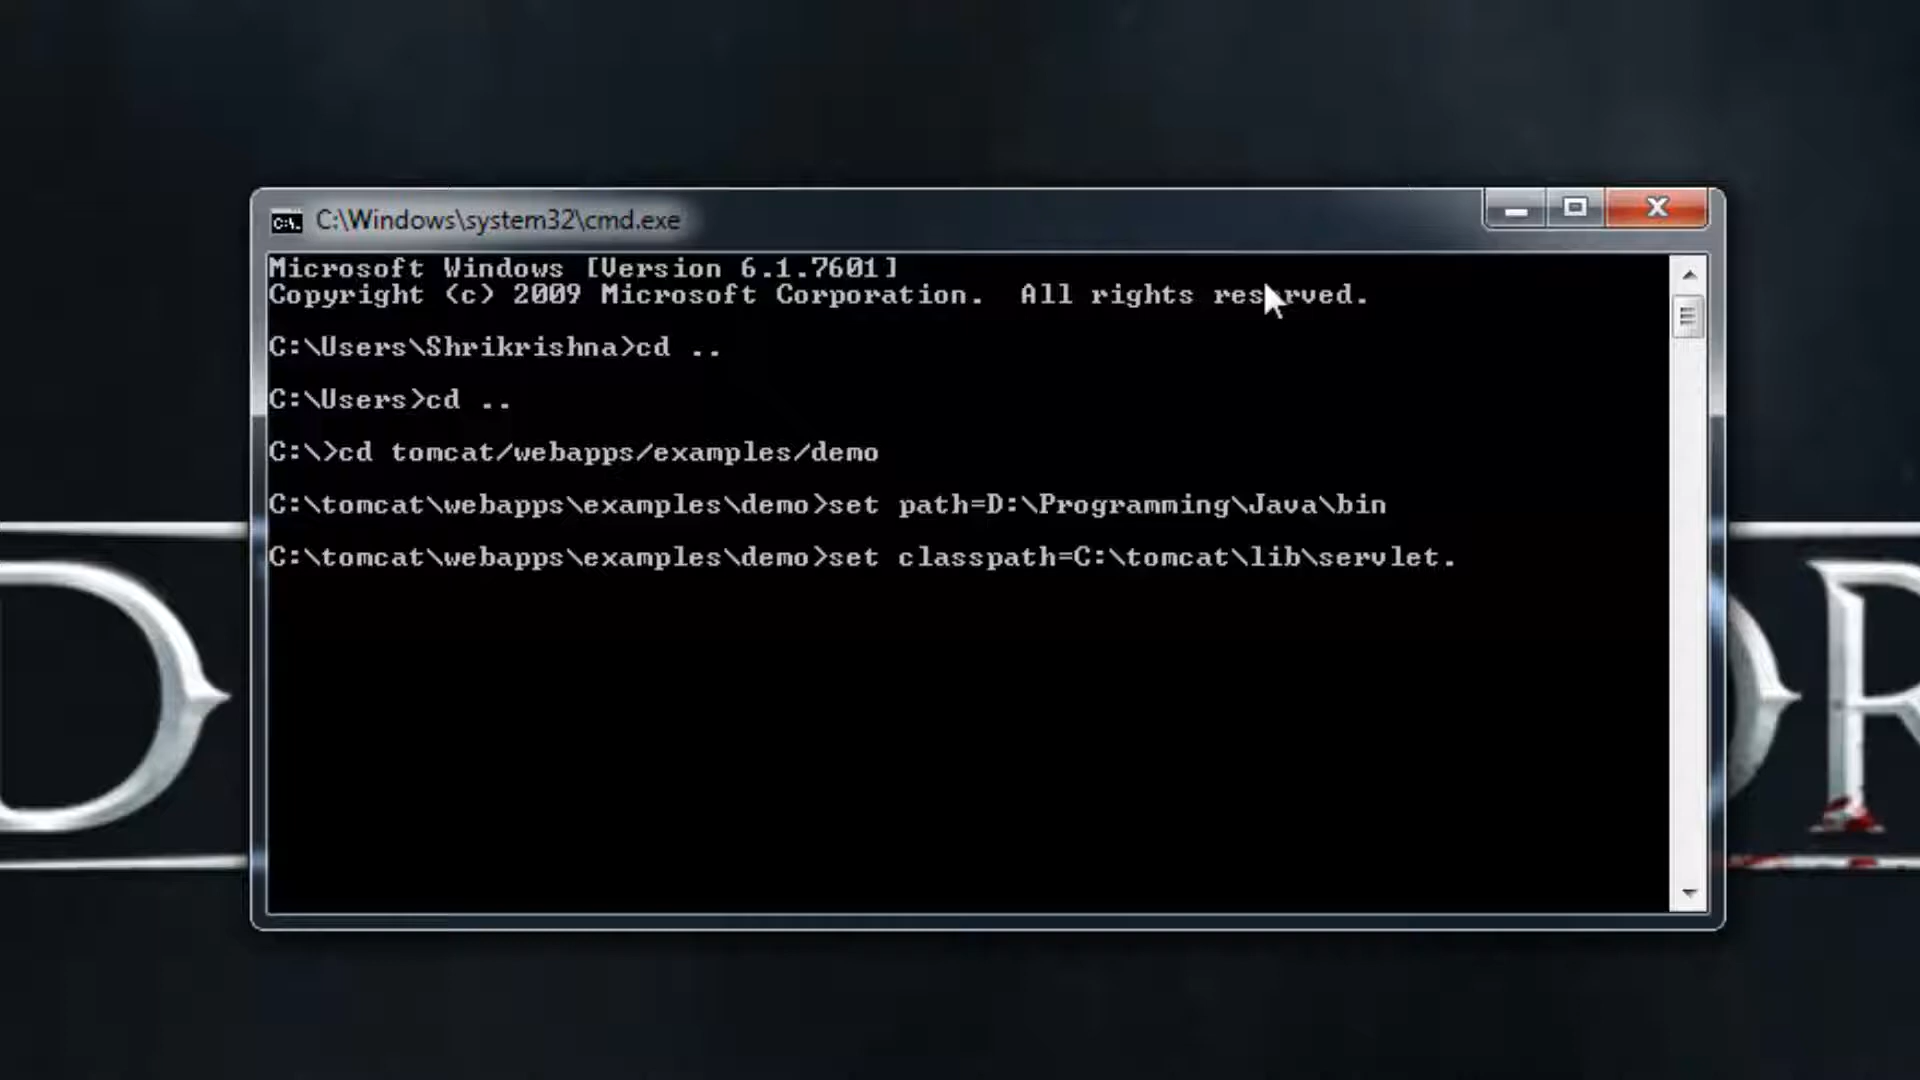 C:\Windows\system32\cmd.exe
Microsoft Windows [Version 6.1.7601]
Copyright (c) 2009 Microsoft Corporation.  All rights reserved.
C:\Users\Shrikrishna>cd ..
C:\Users>cd ..
C:\>cd tomcat/webapps/examples/demo
C:\tomcat\webapps\examples\demo>set path=D:\Programming\Java\bin
C:\tomcat\webapps\examples\demo>set classpath=C:\tomcat\lib\servlet.
D
OR